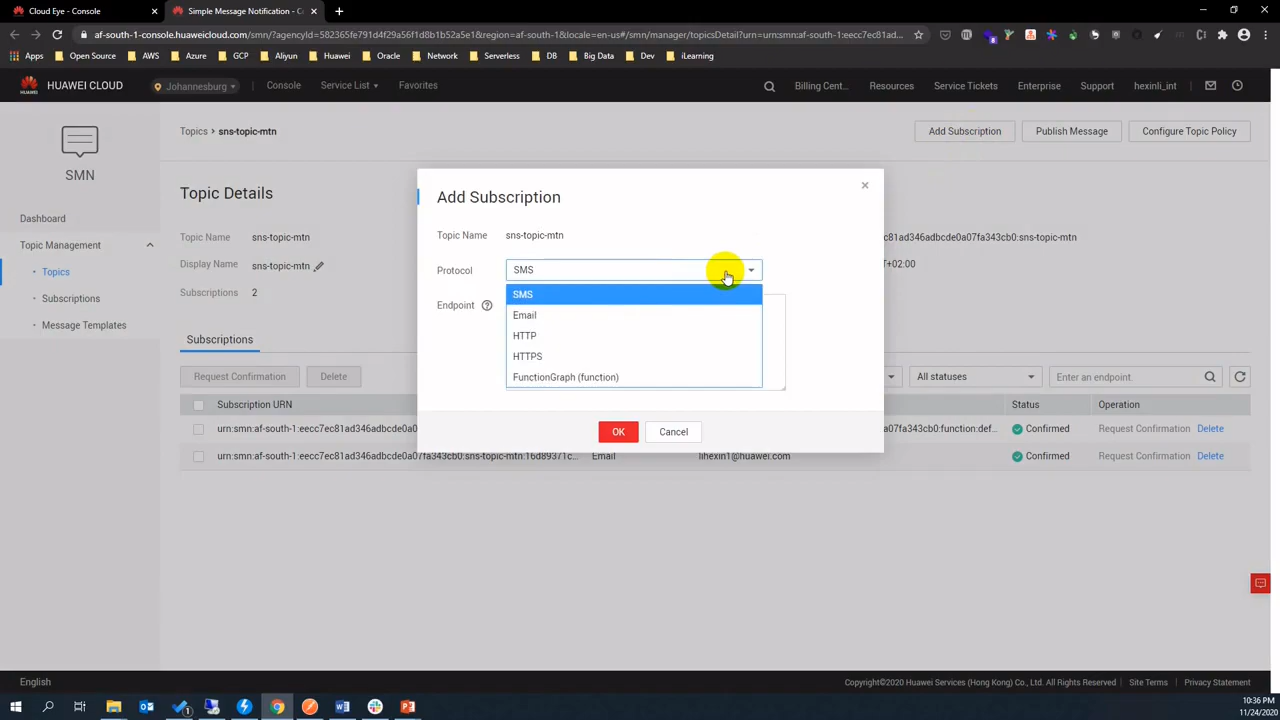 Cloud Eye - Console
Simple Message Notification - C
af-south-1-console.huaweicloud.com/smn/?agencyId=582365fe791d4f29a56f1d8b1b52a5e1&region=af-south-1&locale=en-us#/smn/manager/topicsDetail?urn=urn:smn:af-south-1:eecc7ec81ad346adbcde0a07fa343cb0...
Apps Open Source AWS Azure GCP Aliyun Huawei Oracle Network Serverless DB Big Data Dev iLearning
HUAWEI CLOUD Johannesburg Console Service List Favorites Billing Cent... Resources Service Tickets Enterprise Support hexinli_int
SMN
Dashboard
Topic Management
Topics
Subscriptions
Message Templates
Topics > sns-topic-mtn
Add Subscription Publish Message Configure Topic Policy
Topic Details
Topic Name sns-topic-mtn
c81ad346adbcde0a07fa343cb0:sns-topic-mtn
Display Name sns-topic-mtn
T+02:00
Subscriptions 2
Subscriptions
Request Confirmation Delete
All statuses Enter an endpoint
Subscription URN Status Operation
urn:smn:af-south-1:eecc7ec81ad346adbcde0a07fa343cb0 07fa343cb0:function:def... Confirmed Request Confirmation Delete
urn:smn:af-south-1:eecc7ec81ad346adbcde0a07fa343cb0:sns-topic-mtn:16d89371c... Email lihexin1@huawei.com Confirmed Request Confirmation Delete
Add Subscription
Topic Name sns-topic-mtn
Protocol SMS
SMS
Email
HTTP
HTTPS
FunctionGraph (function)
Endpoint
OK Cancel
English
Copyright©2020 Huawei Services (Hong Kong) Co., Ltd. All Rights Reserved Site Terms Privacy Statement
10:36 PM
11/24/2020